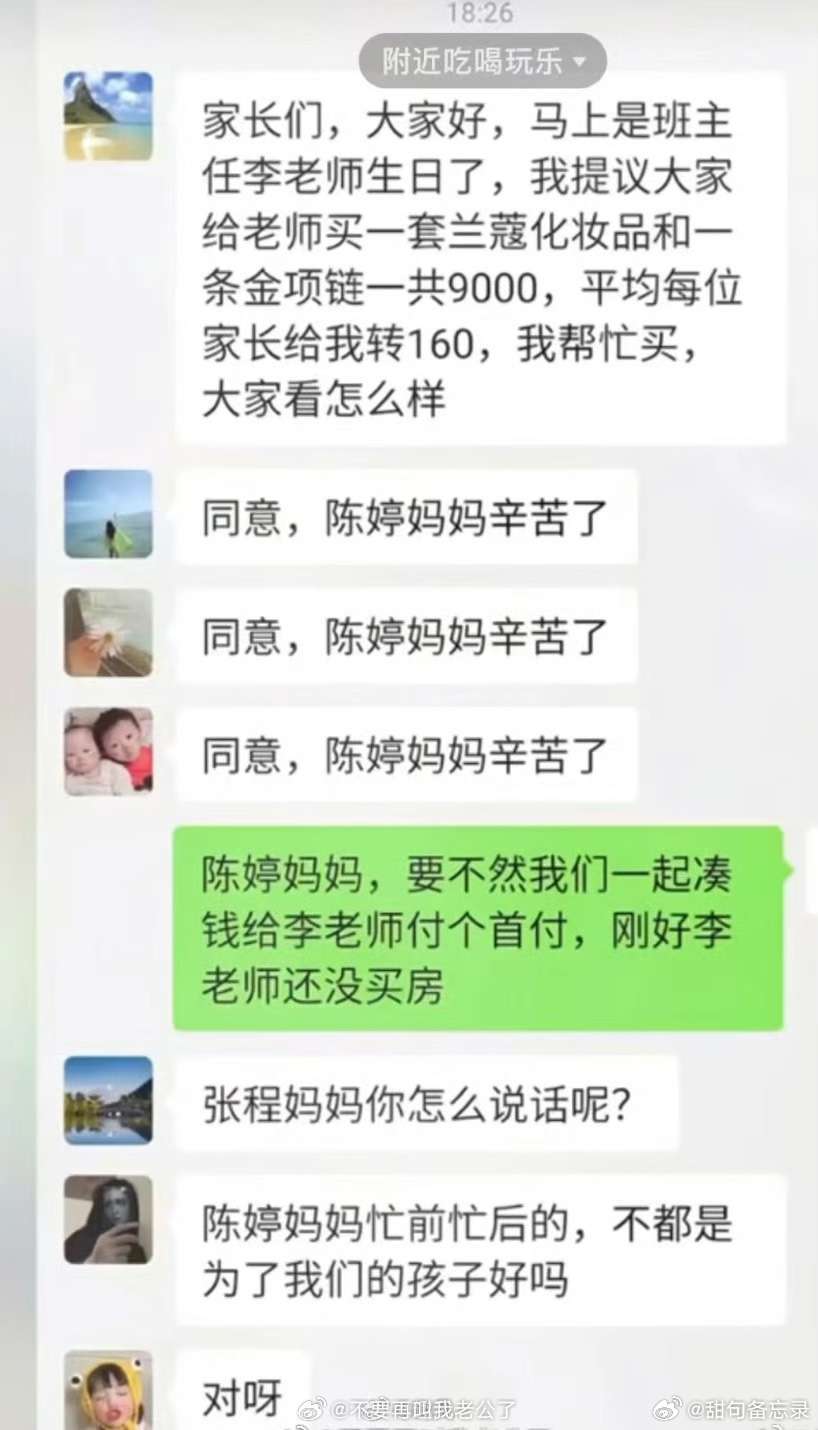 18:26
附近吃喝玩乐
家长们，大家好，马上是班主
任李老师生日了，我提议大家
给老师买一套兰蔻化妆品和一
条金项链一共9000，平均每位
家长给我转160，我帮忙买，
大家看怎么样
同意，陈婷妈妈辛苦了
同意，陈婷妈妈辛苦了
同意，陈婷妈妈辛苦了
陈婷妈妈，要不然我们一起凑
钱给李老师付个首付，刚好李
老师还没买房
张程妈妈你怎么说话呢？
陈婷妈妈忙前忙后的，不都是
为了我们的孩子好吗
对呀
@不要再叫我老公了
@甜句备忘录